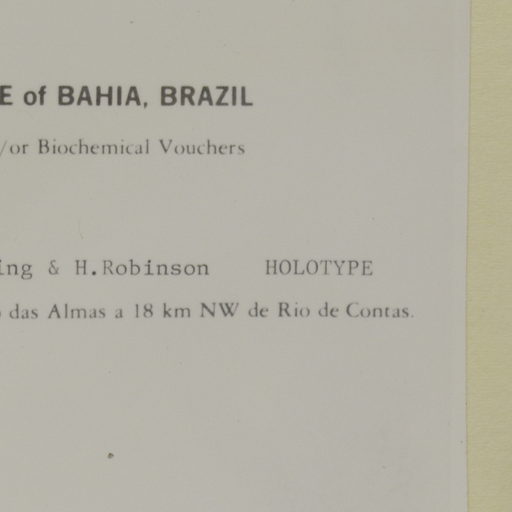 E of BAHIA, BRAZIL
/or Biochemical Vouchers
ing & H.Robinson HOLOTYPE
das Almas a 18 km NW de Rio de Contas.